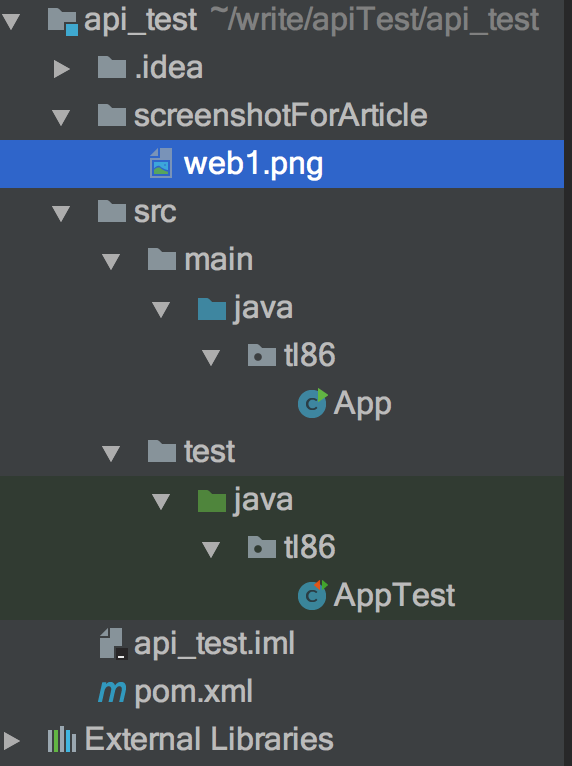 api_test ~/write/apiTest/api_test
.idea
screenshotForArticle
web1.png
src
main
java
tl86
App
test
java
tl86
AppTest
api_test.iml
pom.xml
External Libraries